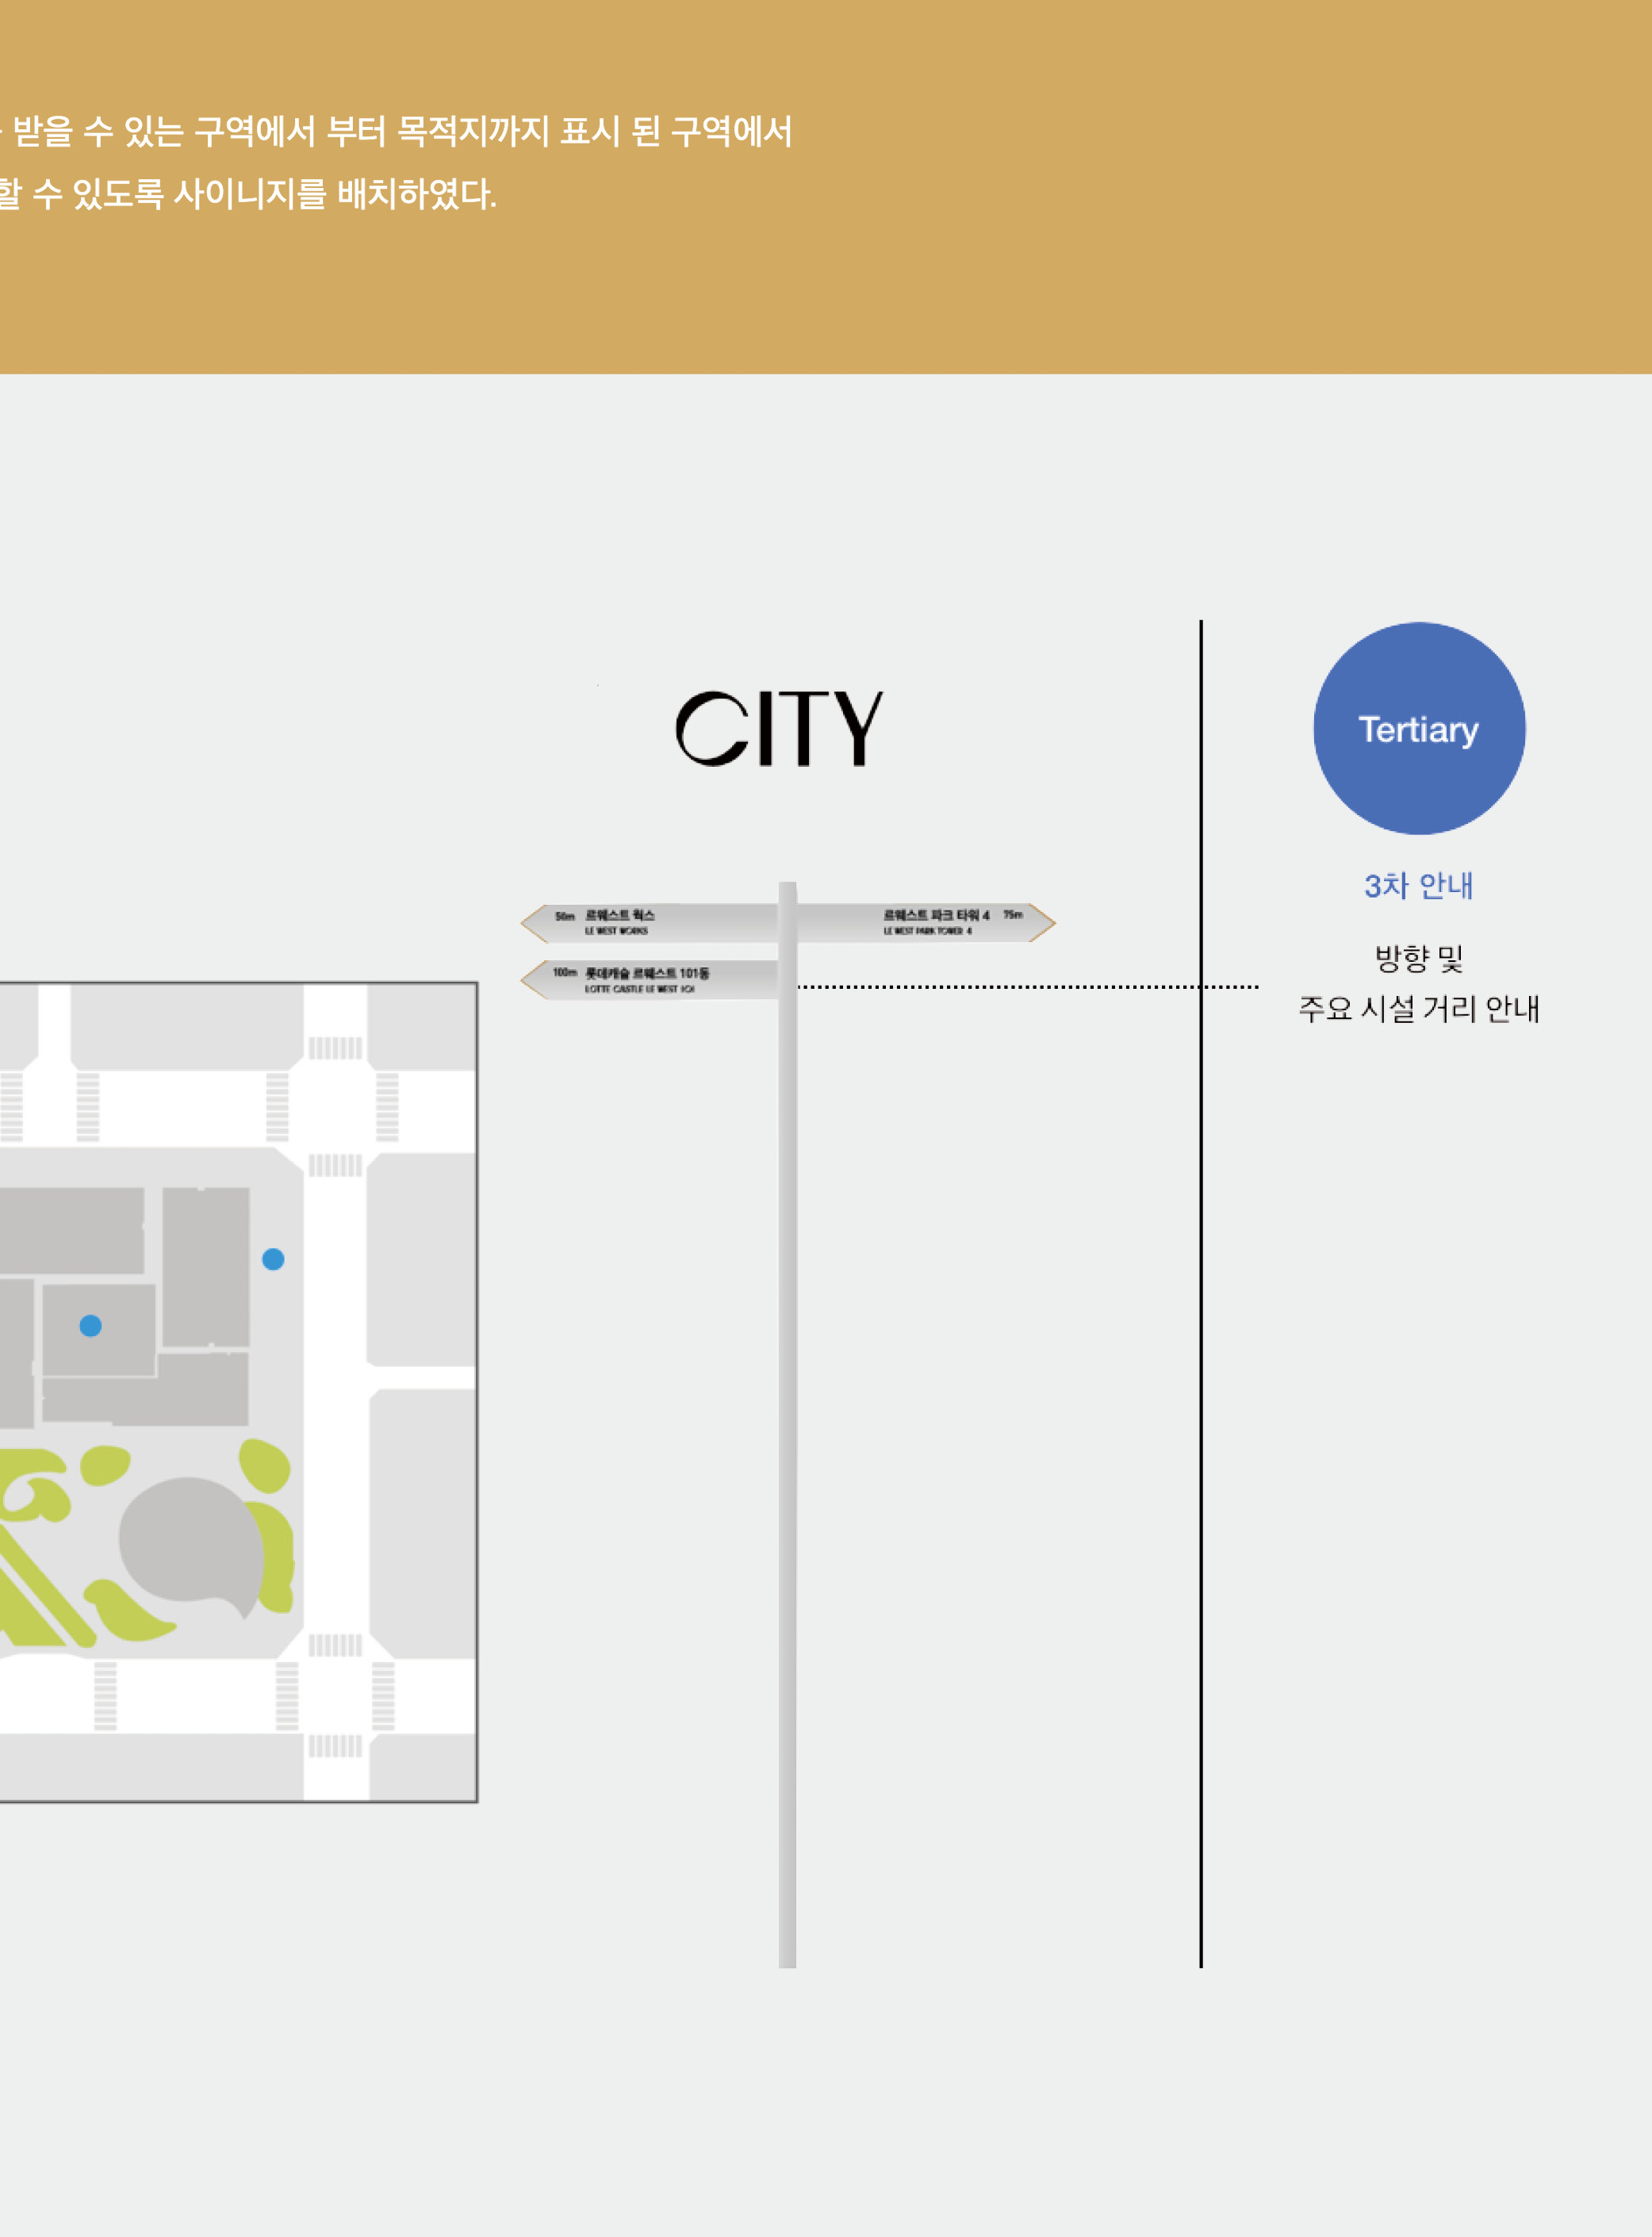 받을 수 있는 구역에서 부터 목적지까지 표시 된 구역에서
할 수 있도록 사이니지를 배치하였다.
CITY
Tertiary
3차 안내
방향 및
주요 시설 거리 안내
50m 르웨스트 웍스
LE WEST WORKS
르웨스트 파크 타워 4 75m
LE WEST PARK TOWER 4
100m 롯데캐슬 르웨스트 101동
LOTTE CASTLE LE WEST 101